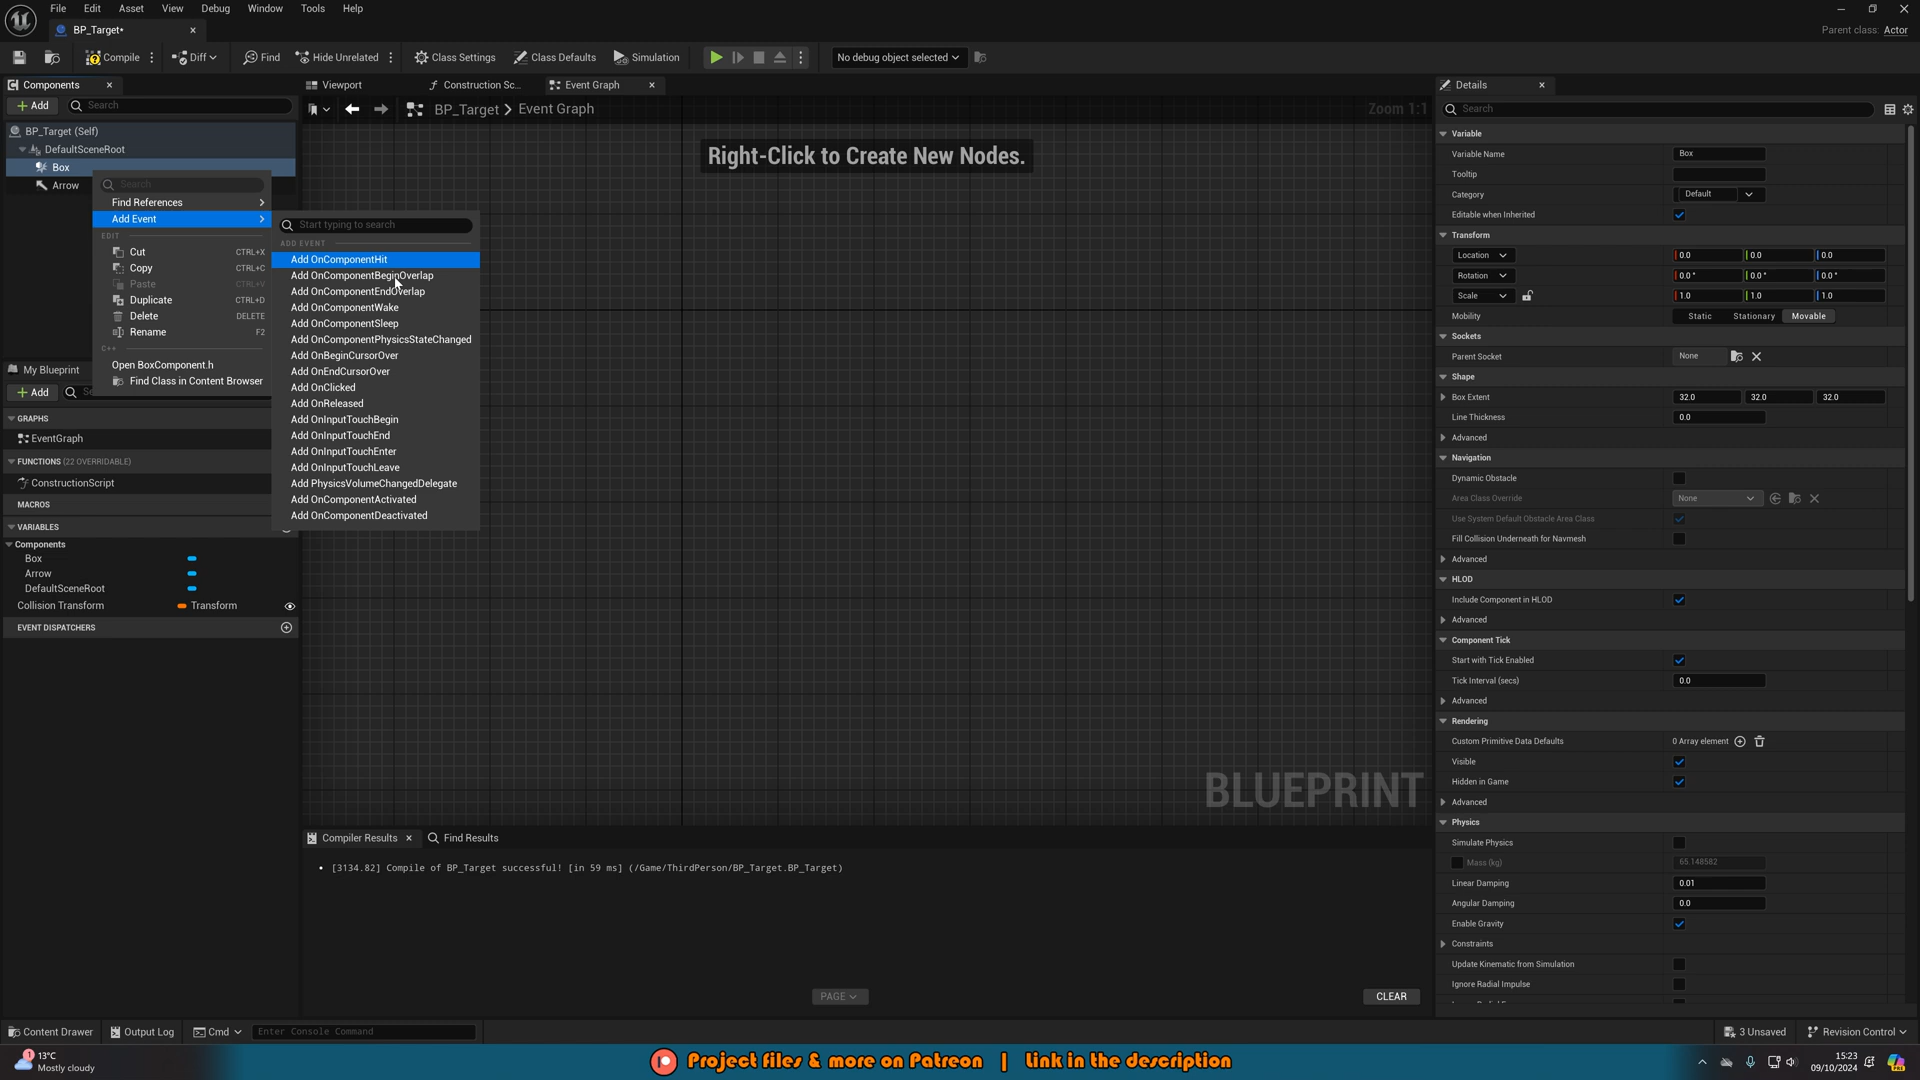 File Edit Asset View Debug Window Tools Help
BP_Target*
Parent class: Actor
Compile Diff Find Hide Unrelated Class Settings Class Defaults Simulation No debug object selected
Components
Add Search
BP_Target (Self)
DefaultSceneRoot
Box
Arrow
Search
Find References
Add Event
EDIT
Cut CTRL+X
Copy CTRL+C
Paste CTRL+V
Duplicate CTRL+D
Delete DELETE
Rename F2
C++
Open BoxComponent.h
Find Class in Content Browser
Start typing to search
ADD EVENT
Add OnComponentHit
Add OnComponentBeginOverlap
Add OnComponentEndOverlap
Add OnComponentWake
Add OnComponentSleep
Add OnComponentPhysicsStateChanged
Add OnBeginCursorOver
Add OnEndCursorOver
Add OnClicked
Add OnReleased
Add OnInputTouchBegin
Add OnInputTouchEnd
Add OnInputTouchEnter
Add OnInputTouchLeave
Add PhysicsVolumeChangedDelegate
Add OnComponentActivated
Add OnComponentDeactivated
My Blueprint
Add
GRAPHS
EventGraph
FUNCTIONS (22 OVERRIDABLE)
ConstructionScript
MACROS
VARIABLES
Components
Box
Arrow
DefaultSceneRoot
Collision Transform Transform
EVENT DISPATCHERS
Viewport Construction Sc... Event Graph
BP_Target > Event Graph
Zoom 1:1
Right-Click to Create New Nodes.
BLUEPRINT
Compiler Results Find Results
[3134.82] Compile of BP_Target successful! [in 59 ms] (/Game/ThirdPerson/BP_Target.BP_Target)
PAGE
CLEAR
Details
Search
Variable
Variable Name Box
Tooltip
Category Default
Editable when Inherited
Transform
Location 0.0 0.0 0.0
Rotation 0.0° 0.0° 0.0°
Scale 1.0 1.0 1.0
Mobility Static Stationary Movable
Sockets
Parent Socket None
Shape
Box Extent 32.0 32.0 32.0
Line Thickness 0.0
Advanced
Navigation
Dynamic Obstacle
Area Class Override None
Use System Default Obstacle Area Class
Fill Collision Underneath for Navmesh
Advanced
HLOD
Include Component in HLOD
Advanced
Component Tick
Start with Tick Enabled
Tick Interval (secs) 0.0
Advanced
Rendering
Custom Primitive Data Defaults 0 Array element
Visible
Hidden in Game
Advanced
Physics
Simulate Physics
Mass (kg) 65.148582
Linear Damping 0.01
Angular Damping 0.0
Enable Gravity
Constraints
Update Kinematic from Simulation
Ignore Radial Impulse
Content Drawer Output Log Cmd Enter Console Command
3 Unsaved Revision Control
1
13°C
Mostly cloudy
Project files & more on Patreon | Link in the description
15:23
09/10/2024